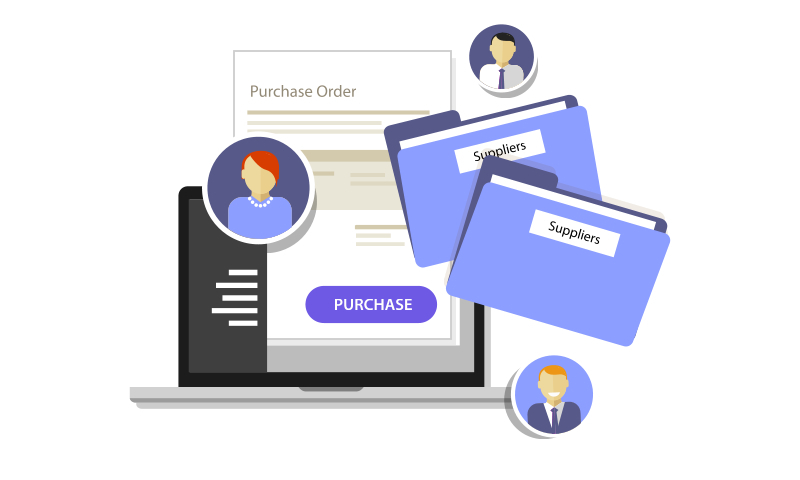 Purchase Order
Suppliers
Suppliers
PURCHASE